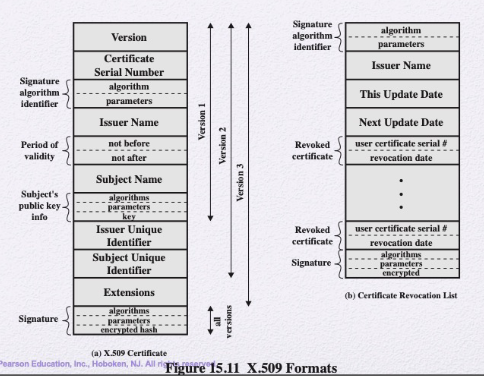 Version
Certificate
Serial Number
Signature
algorithm
identifier
algorithm
parameters
Issuer Name
Period of
validity
not before
not after
Subject Name
Subject's
public key
info
algorithms
parameters
key
Issuer Unique
Identifier
Subject Unique
Identifier
Extensions
Signature
algorithms
parameters
encrypted hash
Version 1
Version 2
Version 3
all
versions
(a) X.509 Certificate
Signature
algorithm
identifier
algorithm
parameters
Issuer Name
This Update Date
Next Update Date
Revoked
certificate
user certificate serial #
revocation date
•
•
•
Revoked
certificate
user certificate serial #
revocation date
Signature
algorithms
parameters
encrypted
(b) Certificate Revocation List
Pearson Education, Inc., Hoboken, NJ. All rights reserved
Figure 15.11 X.509 Formats